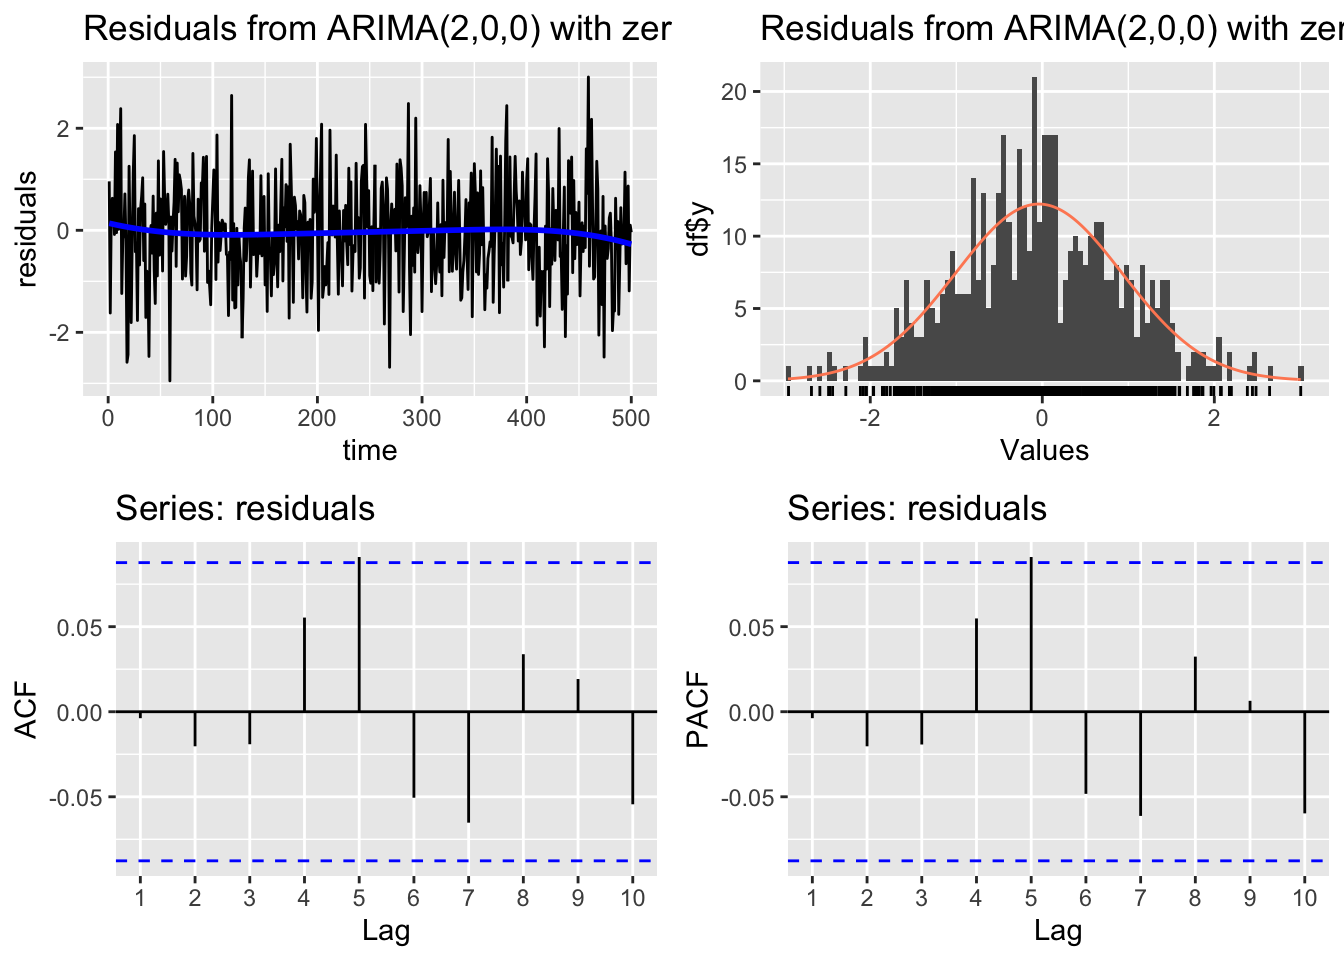 Residuals from ARIMA(2,0,0) with zer
residuals
2
0
-2
0 100 200 300 400 500
time
Residuals from ARIMA(2,0,0) with zer
df$y
20
15
10
5
0
-2 0 2
Values
Series: residuals
ACF
0.05
0.00
-0.05
1 2 3 4 5 6 7 8 9 10
Lag
Series: residuals
PACF
0.05
0.00
-0.05
1 2 3 4 5 6 7 8 9 10
Lag